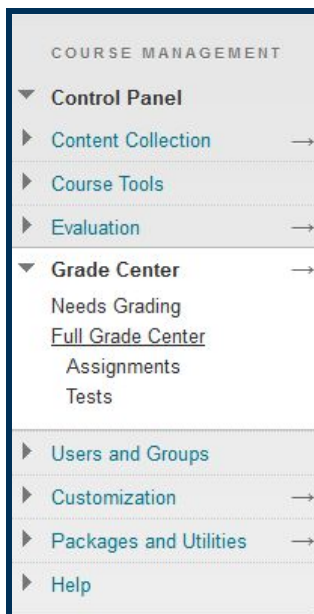 COURSE MANAGEMENT
Control Panel
Content Collection
Course Tools
Evaluation
Grade Center
Needs Grading
Full Grade Center
Assignments
Tests
Users and Groups
Customization
Packages and Utilities
Help